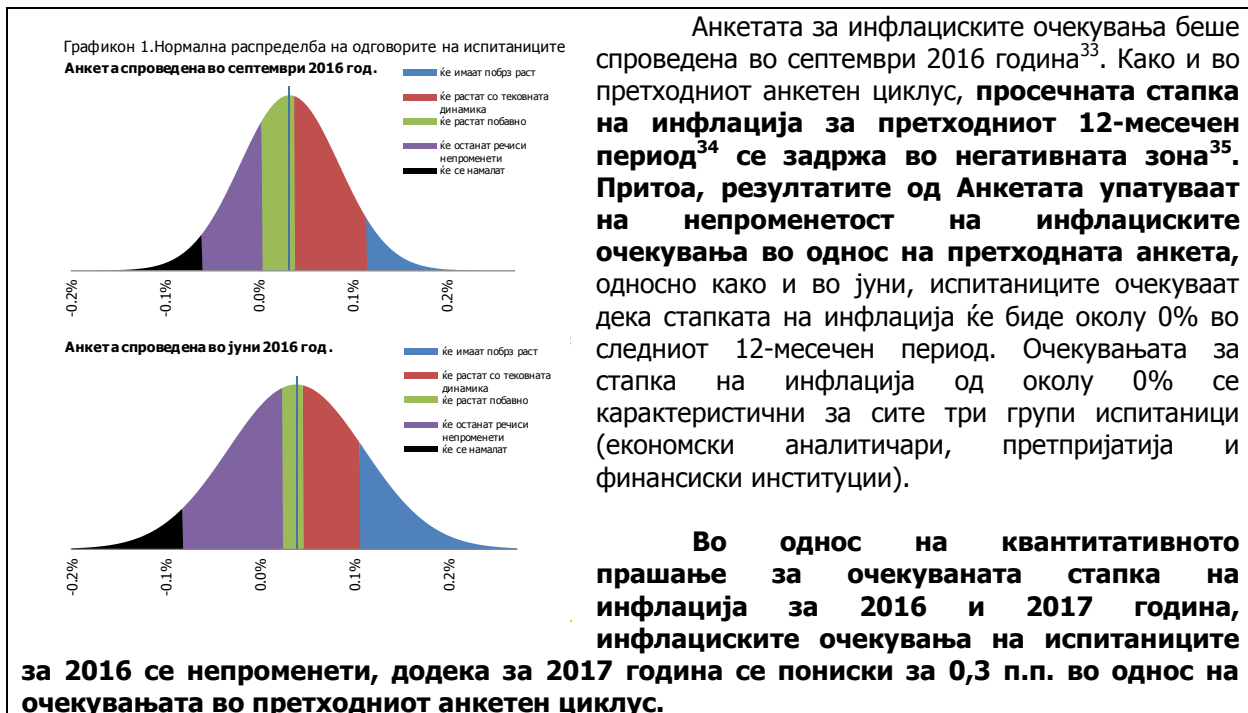 Графикон 1.Нормална распределба на одговорите на испитаниците
Анкета спроведена во септември 2016 год.
ќе имаат побрз раст
ќе растат со тековната
динамика
ќе растат побавно
ќе останат речиси
непроменети
ќе се намалат
-0.2%
-0.1%
0.0%
0.1%
0.2%
Анкета спроведена во јуни 2016 год.
ќе имаат побрз раст
ќе растат со тековната
динамика
ќе растат побавно
ќе останат речиси
непроменети
ќе се намалат
-0.2%
-0.1%
0.0%
0.1%
0.2%
Анкетата за инфлациските очекувања беше
спроведена во септември 2016 година33. Како и во
претходниот анкетен циклус, просечната стапка
на инфлација за претходниот 12-месечен
период34 се задржа во негативната зона35.
Притоа, резултатите од Анкетата упатуваат
на непроменетост на инфлациските
очекувања во однос на претходната анкета,
односно како и во јуни, испитаниците очекуваат
дека стапката на инфлација ќе биде околу 0% во
следниот 12-месечен период. Очекувањата за
стапка на инфлација од околу 0% се
карактеристични за сите три групи испитаници
(економски аналитичари, претпријатија и
финансиски институции).
Во однос на квантитативното
прашање за очекуваната стапка на
инфлација за 2016 и 2017 година,
инфлациските очекувања на испитаниците
за 2016 се непроменети, додека за 2017 година се пониски за 0,3 п.п. во однос на
очекувањата во претходниот анкетен циклус.